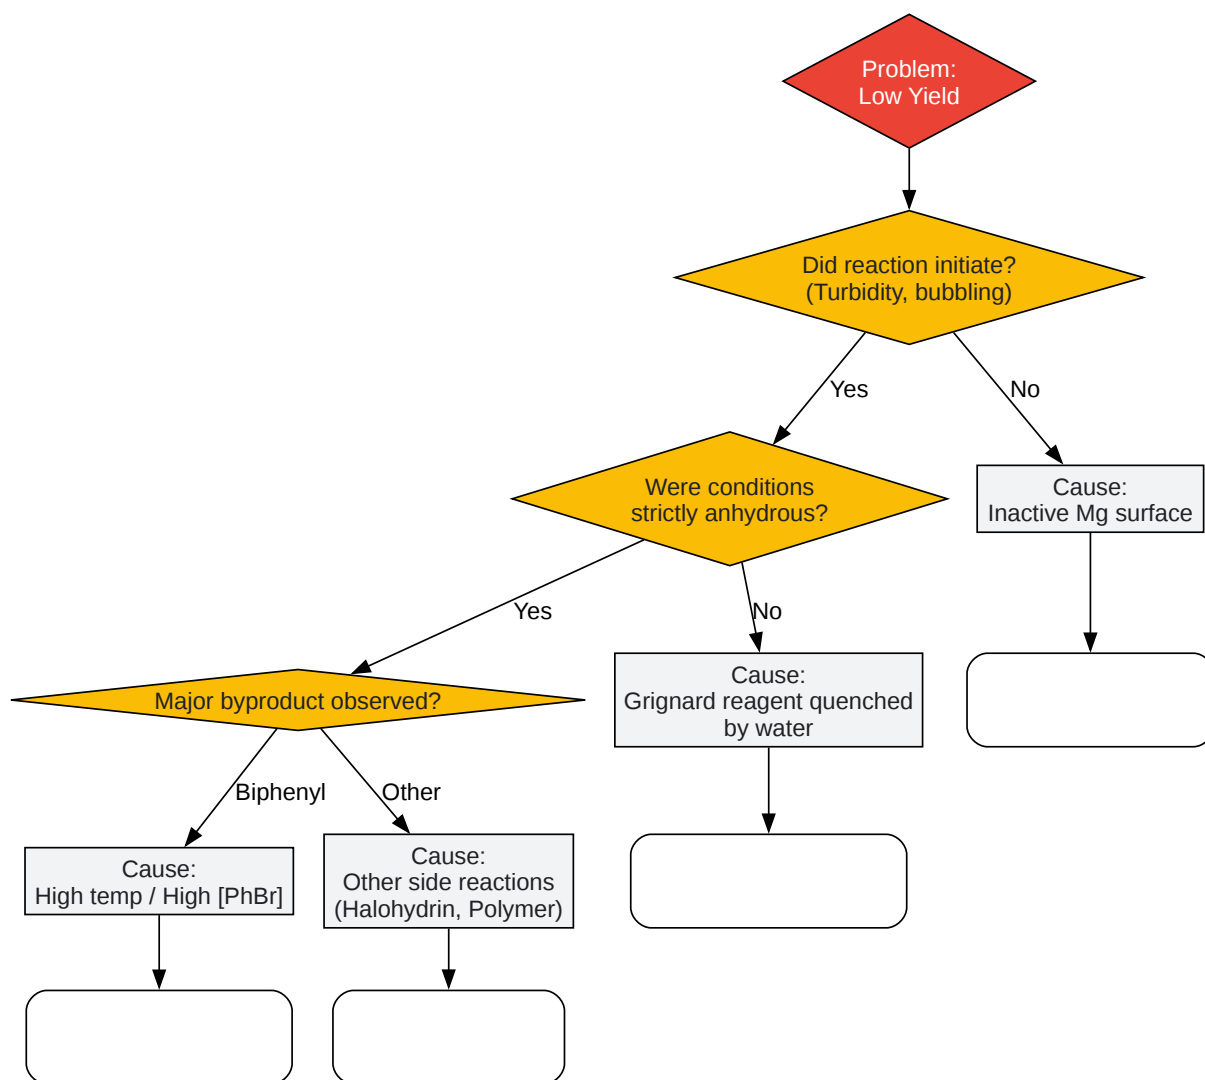 Problem:
Low Yield
Did reaction initiate?
(Turbidity, bubbling)
Yes
No
Were conditions
strictly anhydrous?
Cause:
Inactive Mg surface
Yes
No
Major byproduct observed?
Cause:
Grignard reagent quenched
by water
Biphenyl
Other
Cause:
High temp / High [PhBr]
Cause:
Other side reactions
(Halohydrin, Polymer)